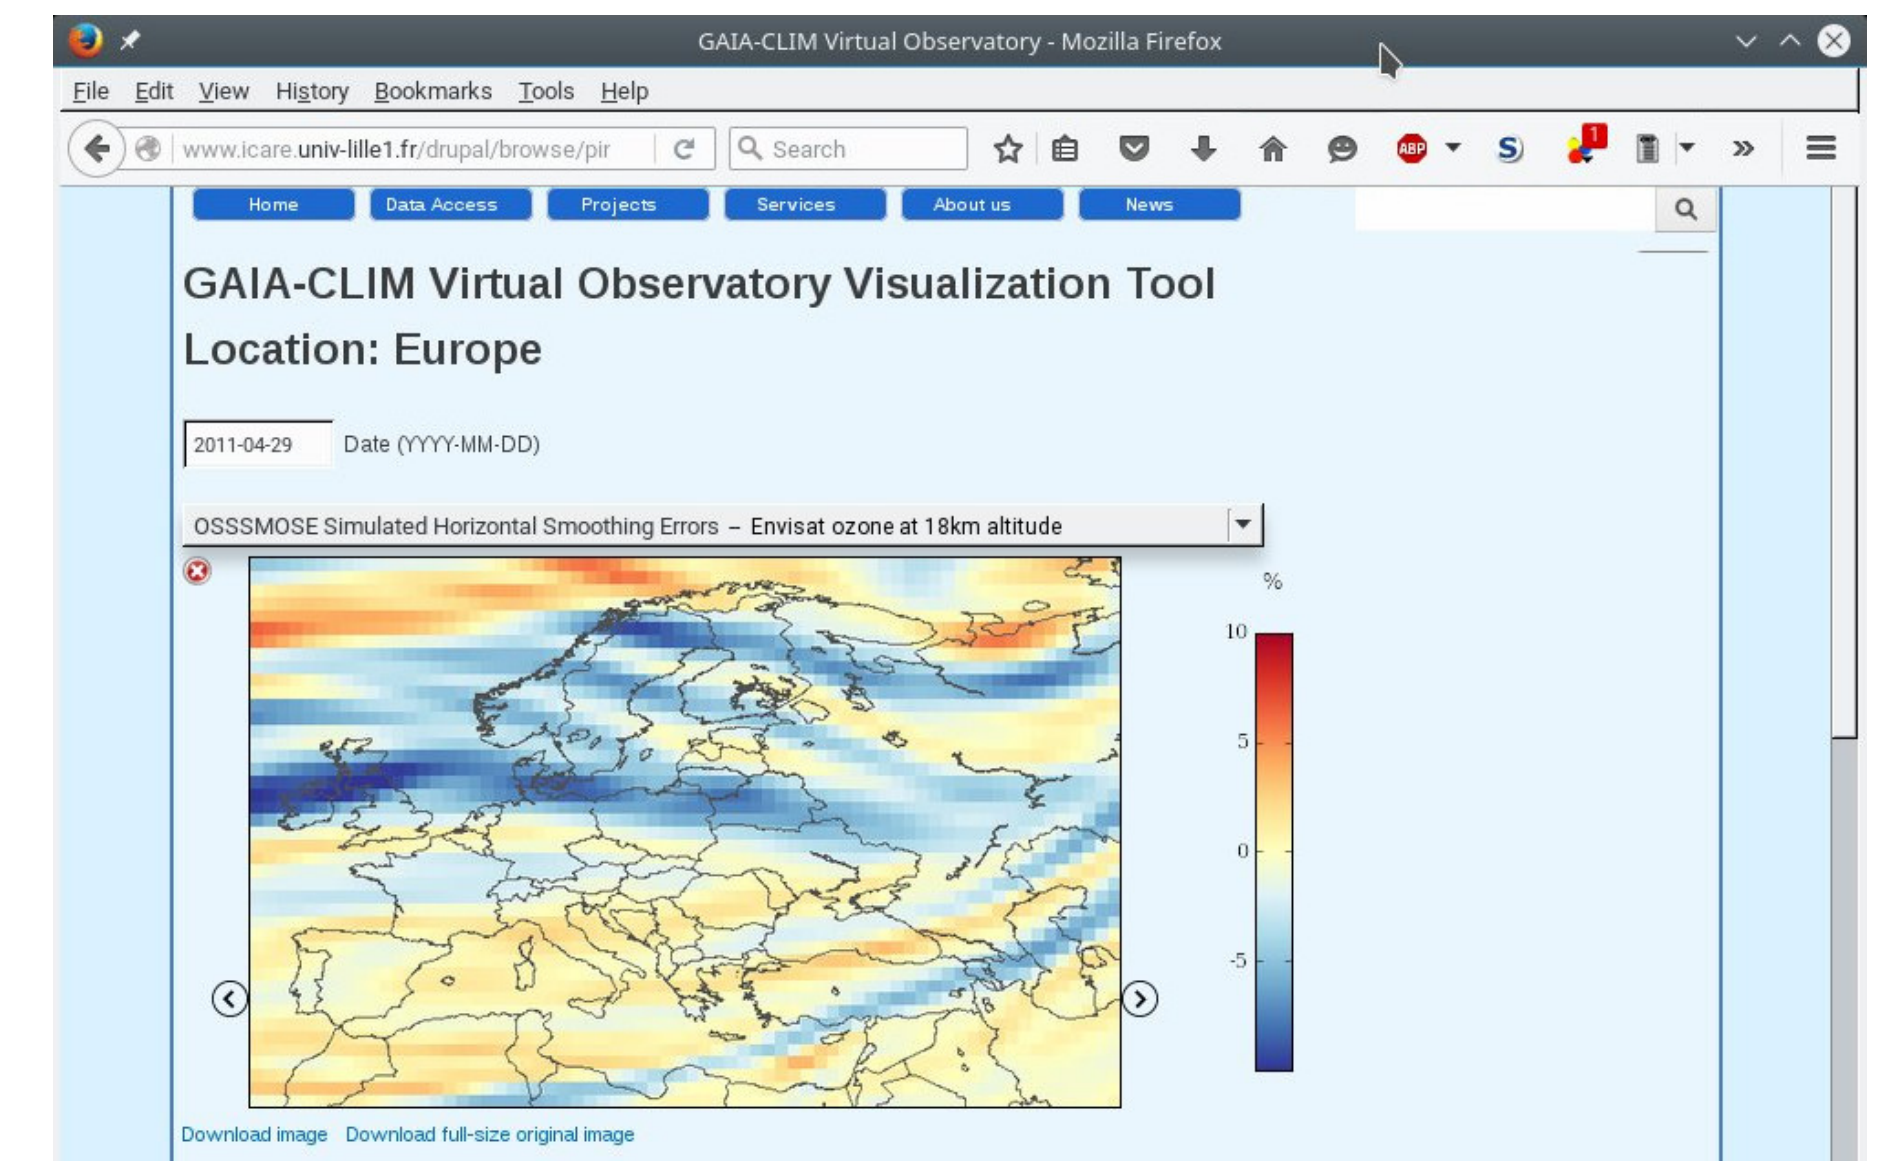 GAIA-CLIM Virtual Observatory - Mozilla Firefox
File Edit View History Bookmarks Tools Help
www.icare.univ-lille1.fr/drupal/browse/pir Search ABP S 1
Home Data Access Projects Services About us News
GAIA-CLIM Virtual Observatory Visualization Tool
Location: Europe
2011-04-29 Date (YYYY-MM-DD)
OSSSMOSE Simulated Horizontal Smoothing Errors – Envisat ozone at 18km altitude
%
10
5
0
-5
Download image Download full-size original image